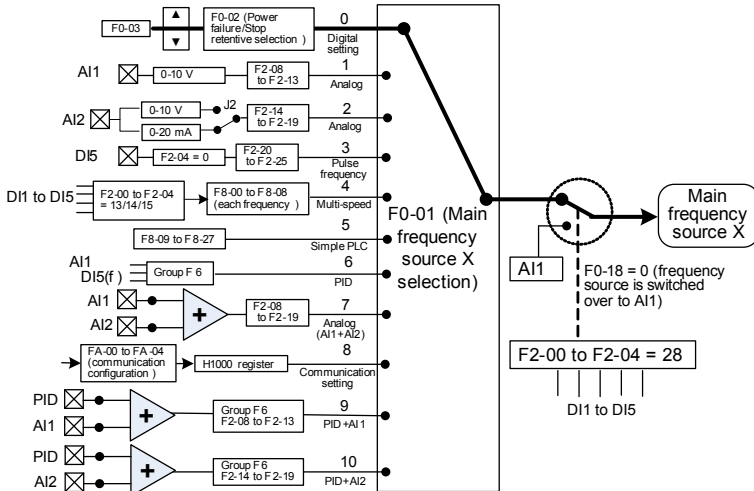 F0-03
▲
▼
F0-02 (Power
failure/Stop
retentive selection )
0
Digital
setting
AI1
0-10 V
F2-08
to F2-13
1
Analog
AI2
0-10 V
0-20 mA
J2
F2-14
to F2-19
2
Analog
DI5
F2-04 = 0
F2-20
to F2-25
3
Pulse
frequency
DI1 to DI5
F2-00 to F2-04
= 13/14/15
F8-00 to F8-08
(each frequency )
4
Multi-speed
F8-09 to F8-27
5
Simple PLC
AI1
DI5(f )
Group F 6
6
PID
AI1
AI2
+
F2-08
to F2-19
7
Analog
(AI1+AI2)
FA-00 to FA-04
(communication
configuration )
H1000 register
8
Communication
setting
PID
AI1
+
Group F 6
F2-08 to F2-13
9
PID +AI 1
PID
AI2
+
Group F 6
F2-14 to F2-19
10
PID+AI2
F0-01 (Main
frequency
source X
selection)
AI1
Main
frequency
source X
F0-18 = 0 (frequency
source is switched
over to AI1)
F2-00 to F2-04 = 28
DI1 to DI5